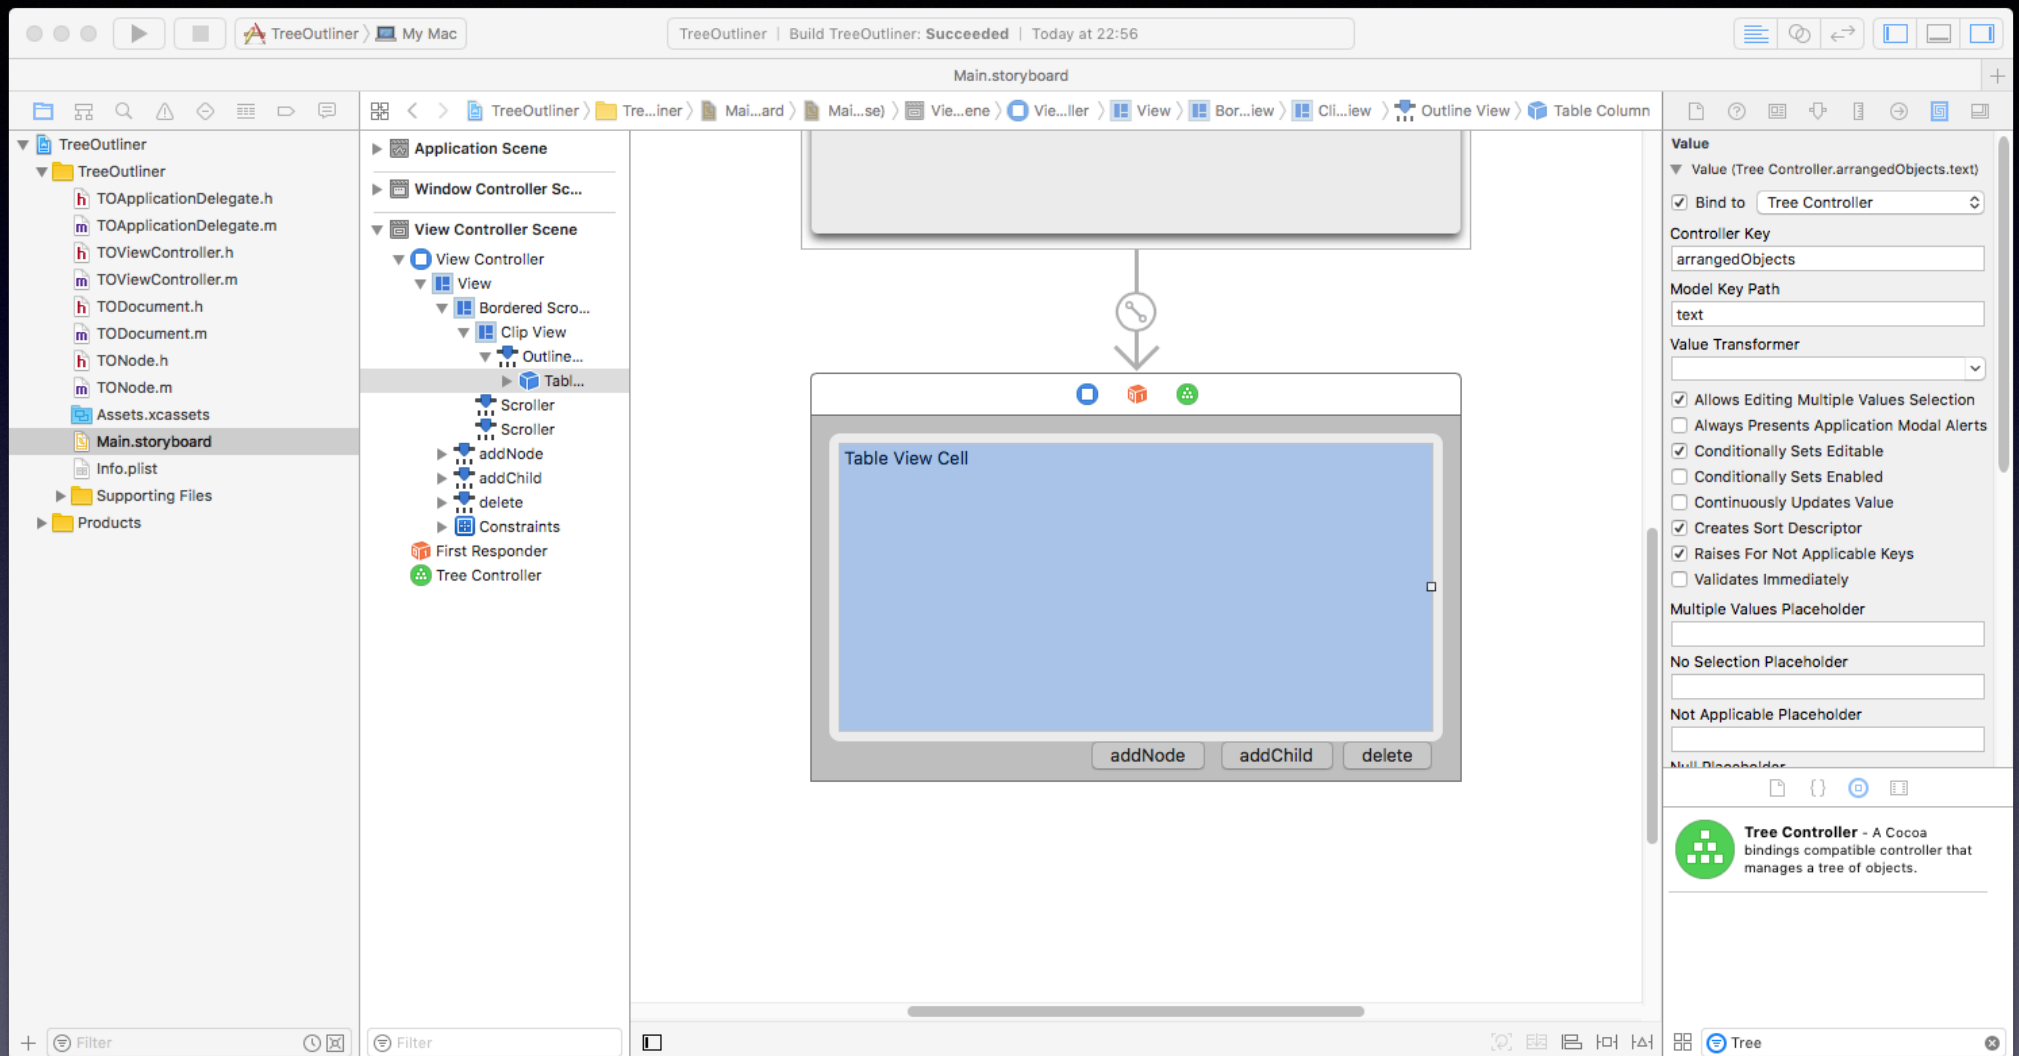 TreeOutliner My Mac
TreeOutliner | Build TreeOutliner: Succeeded | Today at 22:56
Main.storyboard
TreeOutliner Tre...iner Mai...ard Mai...se) Vie...ene Vie...ller View Bor...iew Cli...iew Outline View Table Column
TreeOutliner
TreeOutliner
TOApplicationDelegate.h
TOApplicationDelegate.m
TOViewController.h
TOViewController.m
TODocument.h
TODocument.m
TONode.h
TONode.m
Assets.xcassets
Main.storyboard
Info.plist
Supporting Files
Products
Filter
Application Scene
Window Controller Sc...
View Controller Scene
View Controller
View
Bordered Scro...
Clip View
Outline...
Tabl...
Scroller
Scroller
addNode
addChild
delete
Constraints
First Responder
Tree Controller
Filter
Table View Cell
addNode addChild delete
Value
Value (Tree Controller.arrangedObjects.text)
Bind to Tree Controller
Controller Key
arrangedObjects
Model Key Path
text
Value Transformer
Allows Editing Multiple Values Selection
Always Presents Application Modal Alerts
Conditionally Sets Editable
Conditionally Sets Enabled
Continuously Updates Value
Creates Sort Descriptor
Raises For Not Applicable Keys
Validates Immediately
Multiple Values Placeholder
No Selection Placeholder
Not Applicable Placeholder
Null Placeholder
Tree Controller - A Cocoa
bindings compatible controller that
manages a tree of objects.
Tree